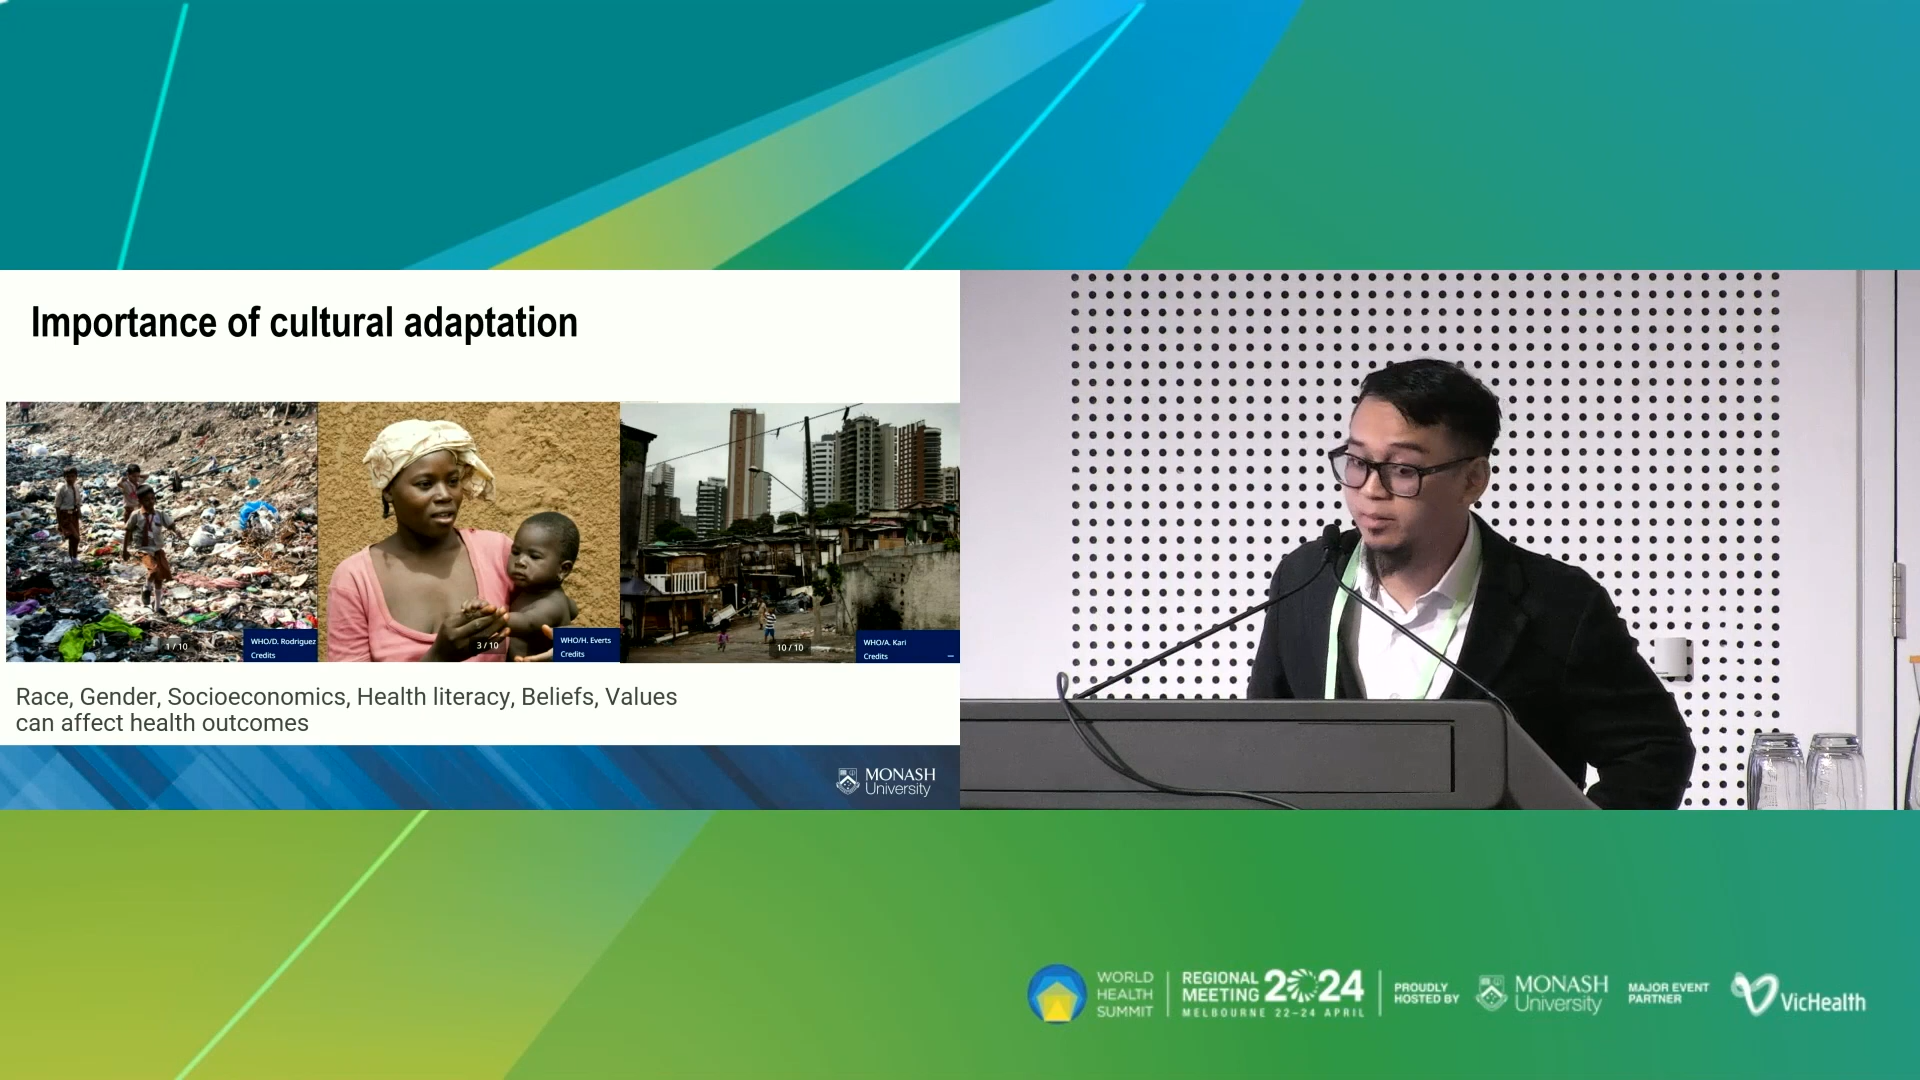 Importance of cultural adaptation
1 / 10
WHO/D. Rodriguez
Credits
3 / 10
WHO/H. Everts
Credits
10 / 10
WHO/A. Kari
Credits
Race, Gender, Socioeconomics, Health literacy, Beliefs, Values
can affect health outcomes
MONASH
University
WORLD
HEALTH
SUMMIT
REGIONAL
MEETING 2024
MELBOURNE 22–24 APRIL
PROUDLY
HOSTED BY
MONASH
University
MAJOR EVENT
PARTNER
VicHealth